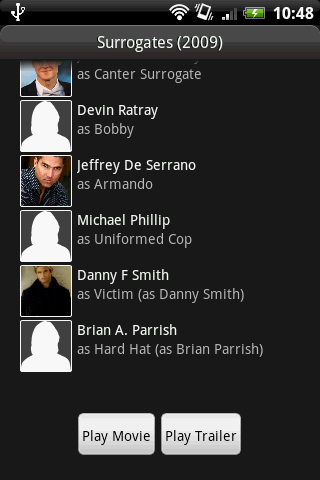 10:48
Surrogates (2009)
as Canter Surrogate
Devin Ratray
as Bobby
Jeffrey De Serrano
as Armando
Michael Phillip
as Uniformed Cop
Danny F Smith
as Victim (as Danny Smith)
Brian A. Parrish
as Hard Hat (as Brian Parrish)
Play Movie
Play Trailer